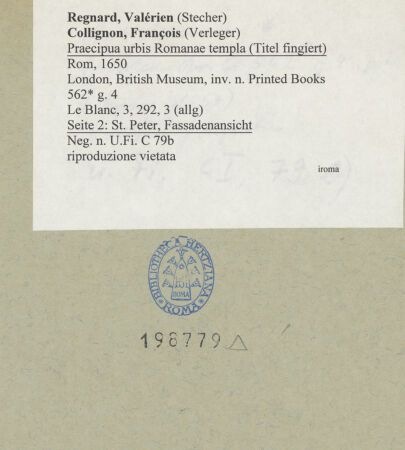 Regnard, Valérien (Stecher)
Collignon, François (Verleger)
Praecipua urbis Romanae templa (Titel fingiert)
Rom, 1650
London, British Museum, inv. n. Printed Books
562* g. 4
Le Blanc, 3, 292, 3 (allg)
Seite 2: St. Peter, Fassadenansicht
Neg. n. U.Fi. C 79b
riproduzione vietata
iroma
BIBLIOTHECA HERTZIANA
ROMA
ROMA
198779